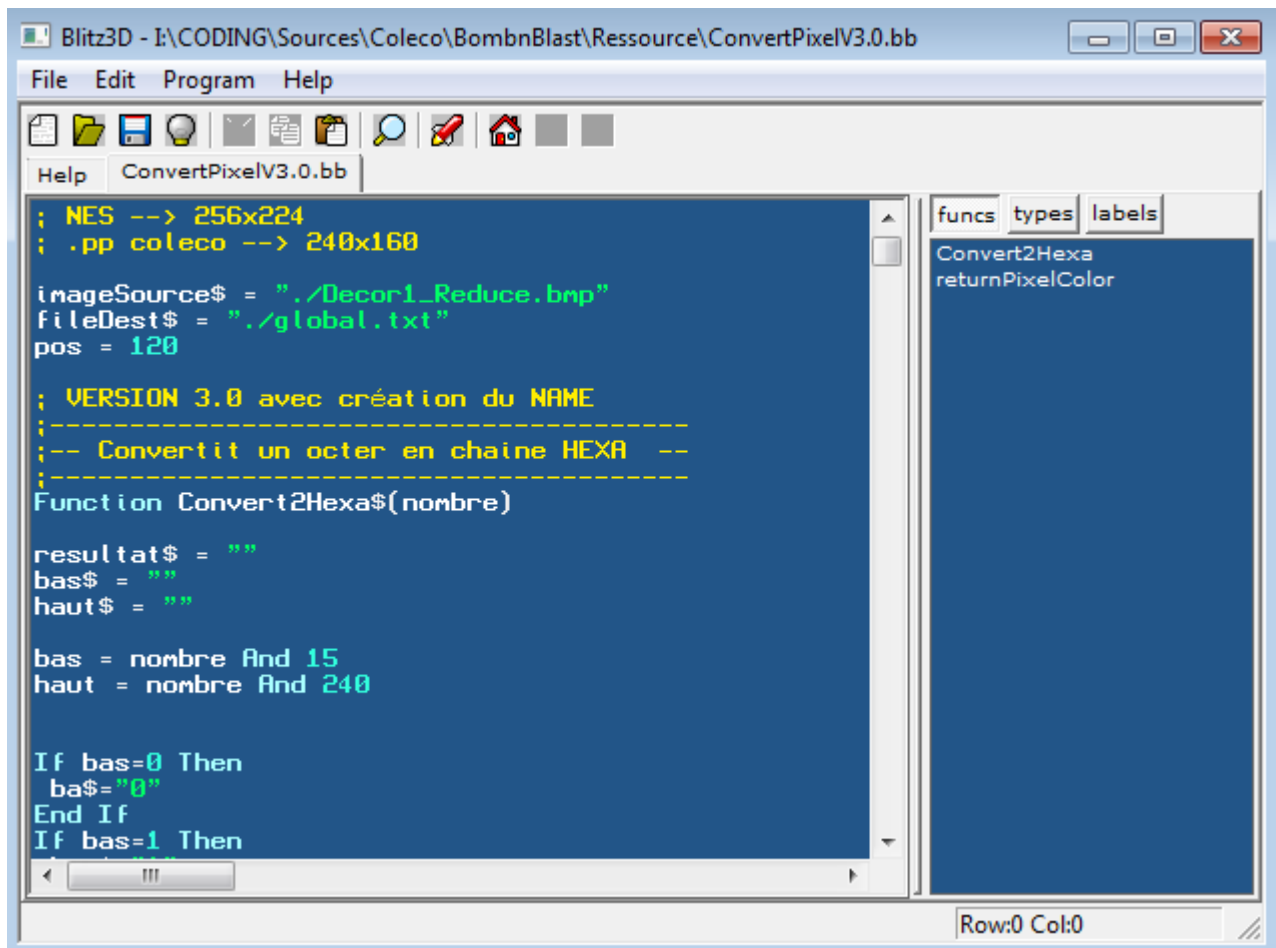 Blitz3D - I:\CODING\Sources\Coleco\BombnBlast\Ressource\ConvertPixelV3.0.bb
File Edit Program Help
Help ConvertPixelV3.0.bb
funcs types labels
; NES --> 256x224
; .pp coleco --> 240x160
imageSource$ = "./Decor1_Reduce.bmp"
fileDest$ = "./global.txt"
pos = 120
; VERSION 3.0 avec création du NAME
;----------------------------------------
;-- Convertit un octer en chaine HEXA --
;----------------------------------------
Function Convert2Hexa$(nombre)
resultat$ = ""
bas$ = ""
haut$ = ""
bas = nombre And 15
haut = nombre And 240
If bas=0 Then
ba$="0"
End If
If bas=1 Then
Convert2Hexa
returnPixelColor
Row:0 Col:0